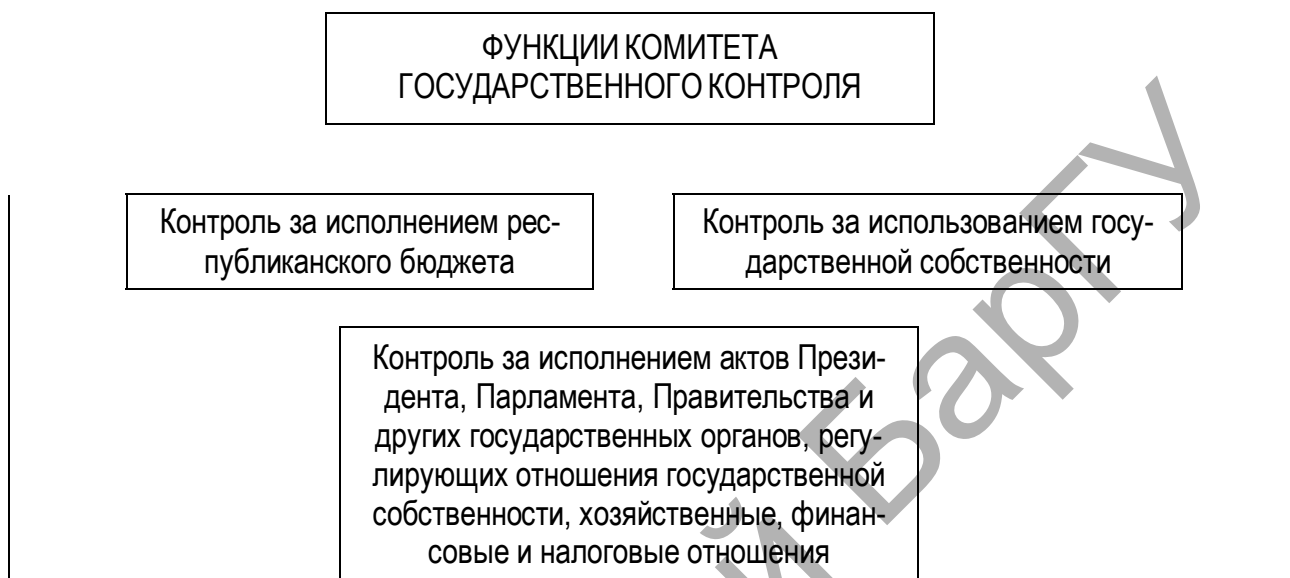 ФУНКЦИИ КОМИТЕТА
ГОСУДАРСТВЕННОГО КОНТРОЛЯ
Контроль за исполнением рес-
публиканского бюджета
Контроль за использованием госу-
дарственной собственности
Контроль за исполнением актов Прези-
дента, Парламента, Правительства и
других государственных органов, регу-
лирующих отношения государственной
собственности, хозяйственные, финан-
совые и налоговые отношения
й БарГУ